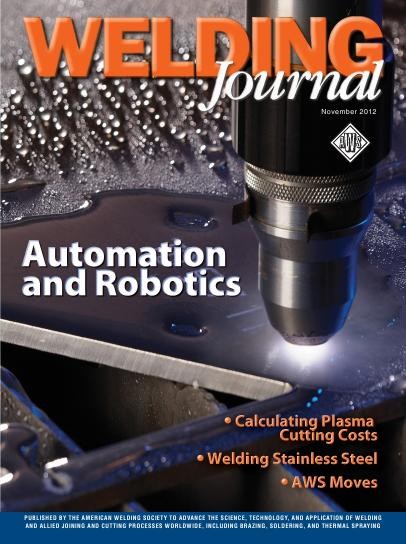 WELDING
Journal
November 2012
AWS
Automation
and Robotics
• Calculating Plasma
Cutting Costs
• Welding Stainless Steel
• AWS Moves
PUBLISHED BY THE AMERICAN WELDING SOCIETY TO ADVANCE THE SCIENCE, TECHNOLOGY, AND APPLICATION OF WELDING
AND ALLIED JOINING AND CUTTING PROCESSES WORLDWIDE, INCLUDING BRAZING, SOLDERING, AND THERMAL SPRAYING